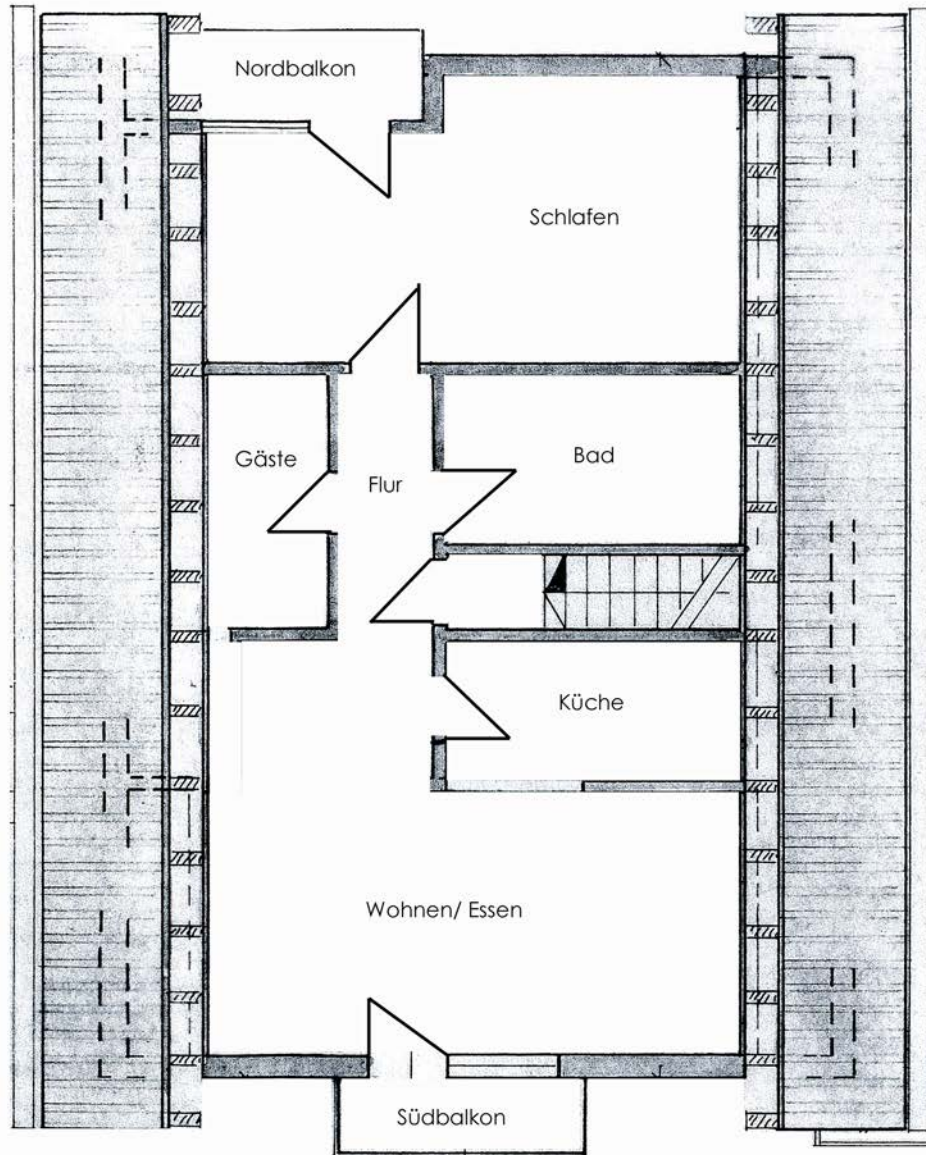 Nordbalkon
Schlafen
Gäste
Flur
Bad
Küche
Wohnen/ Essen
Südbalkon